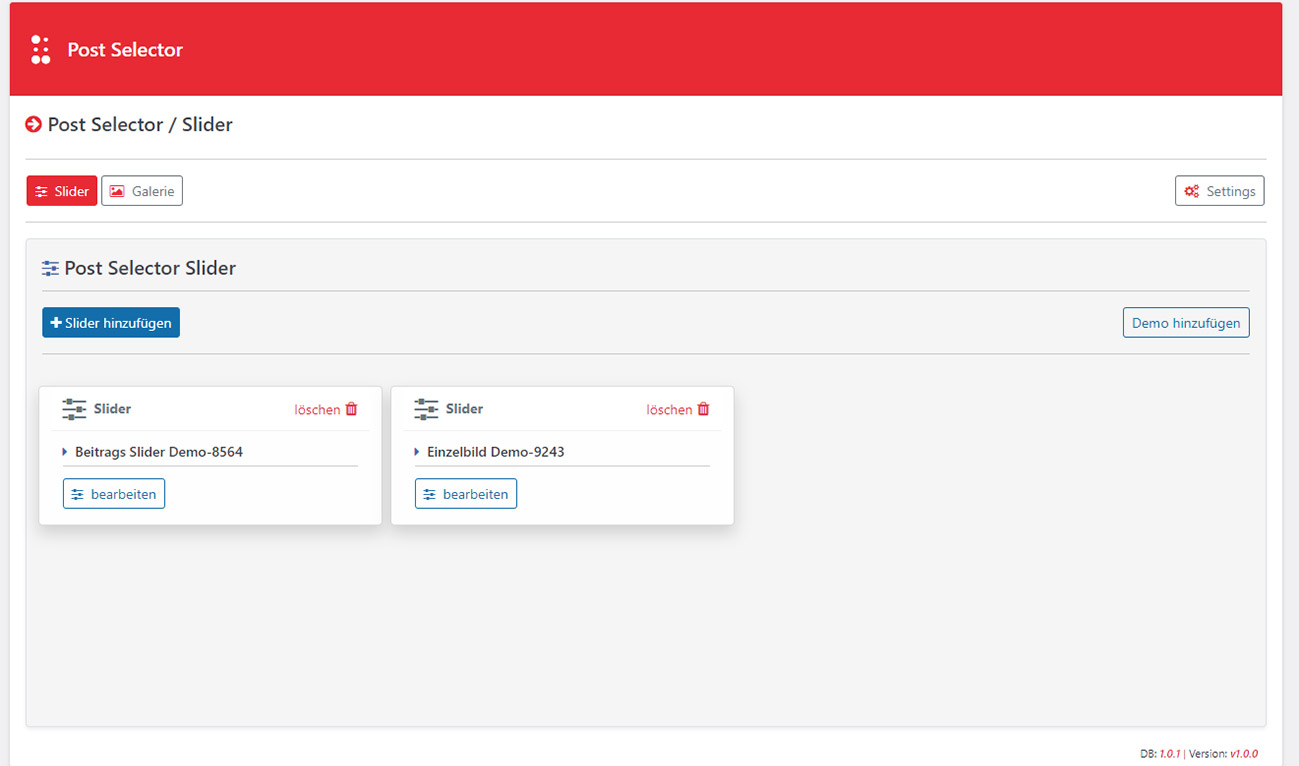 Post Selector
Post Selector / Slider
Slider
Galerie
Settings
Post Selector Slider
Slider hinzufügen
Demo hinzufügen
Slider
löschen
Beitrags Slider Demo-8564
bearbeiten
Slider
löschen
Einzelbild Demo-9243
bearbeiten
DB: 1.0.1 | Version: v1.0.0